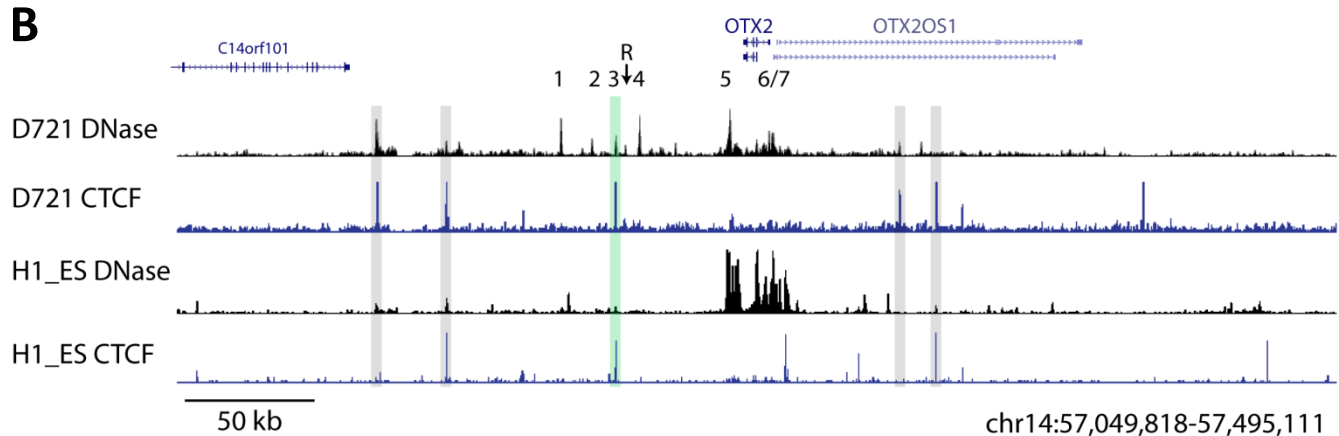 B
OTX2 OTX2OS1
C14orf101
R
1 2 3 4 5 6/7
D721 DNase
D721 CTCF
H1_ES DNase
H1_ES CTCF
50 kb
chr14:57,049,818-57,495,111